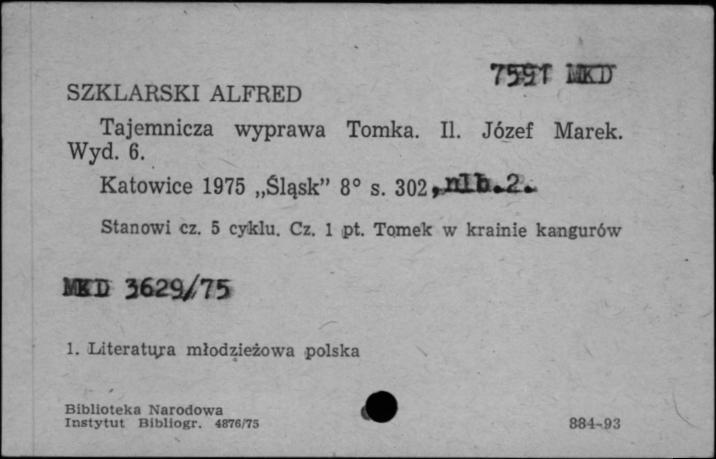 7591 MKD
SZKLARSKI ALFRED
Tajemnicza wyprawa Tomka. Il. Józef Marek.
Wyd. 6.
Katowice 1975 „Śląsk” 8° s. 302, nlb. 2.
Stanowi cz. 5 cyklu. Cz. 1 pt. Tomek w krainie kangurów
MKD 3629/75
1. Literatura młodzieżowa polska
Biblioteka Narodowa
Instytut Bibliogr. 4876/75
884-93